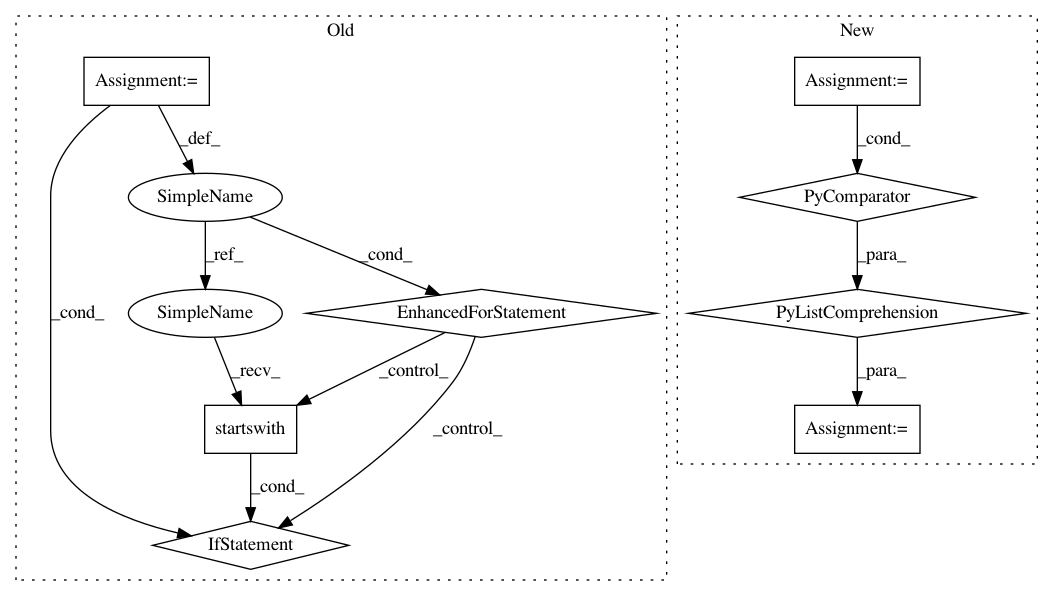 Old
New
Assignment:=
Assignment:=
_def_
_cond_
SimpleName
PyComparator
_ref_
_cond_
_para_
_cond_
SimpleName
EnhancedForStatement
PyListComprehension
_recv_
_control_
_para_
startswith
_control_
Assignment:=
_cond_
IfStatement